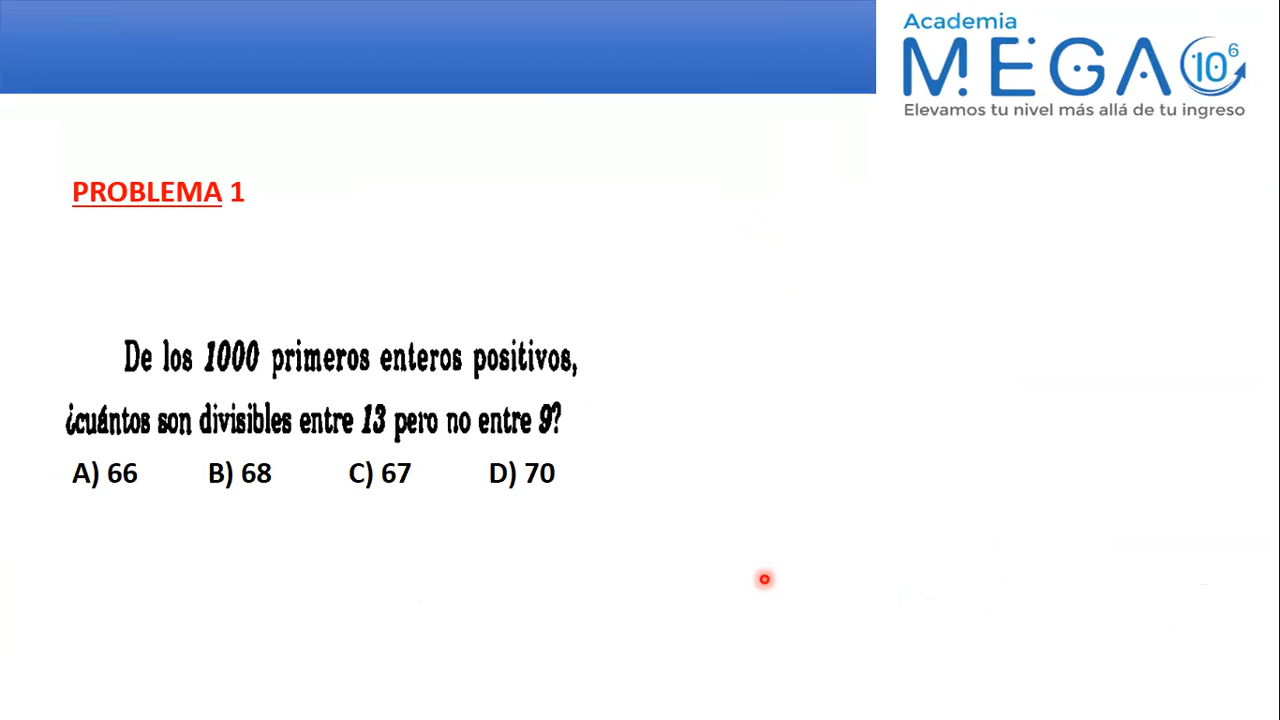 Academia
MEGA 10⁶
Elevamos tu nivel más allá de tu ingreso
PROBLEMA 1
De los 1000 primeros enteros positivos,
¿cuántos son divisibles entre 13 pero no entre 9?
A) 66 B) 68 C) 67 D) 70